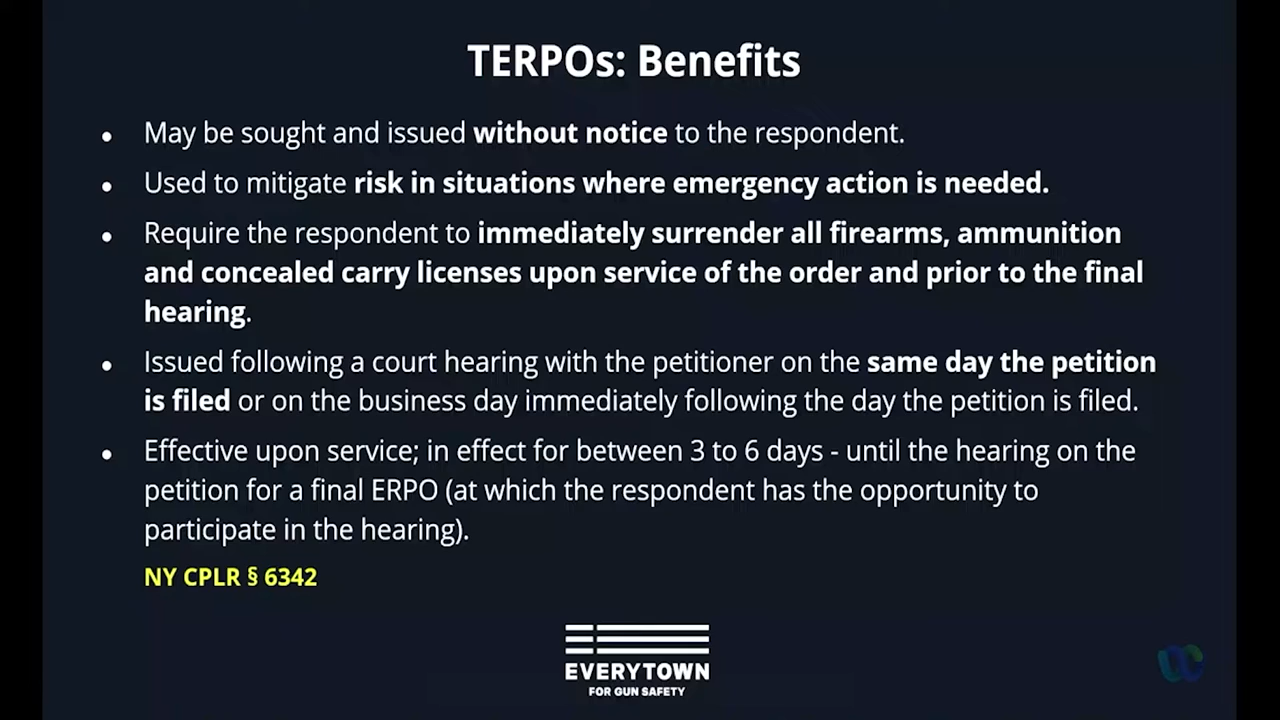 TERPOs: Benefits
• May be sought and issued without notice to the respondent.
• Used to mitigate risk in situations where emergency action is needed.
• Require the respondent to immediately surrender all firearms, ammunition
and concealed carry licenses upon service of the order and prior to the final
hearing.
• Issued following a court hearing with the petitioner on the same day the petition
is filed or on the business day immediately following the day the petition is filed.
• Effective upon service; in effect for between 3 to 6 days - until the hearing on the
petition for a final ERPO (at which the respondent has the opportunity to
participate in the hearing).
NY CPLR § 6342
EVERYTOWN
FOR GUN SAFETY